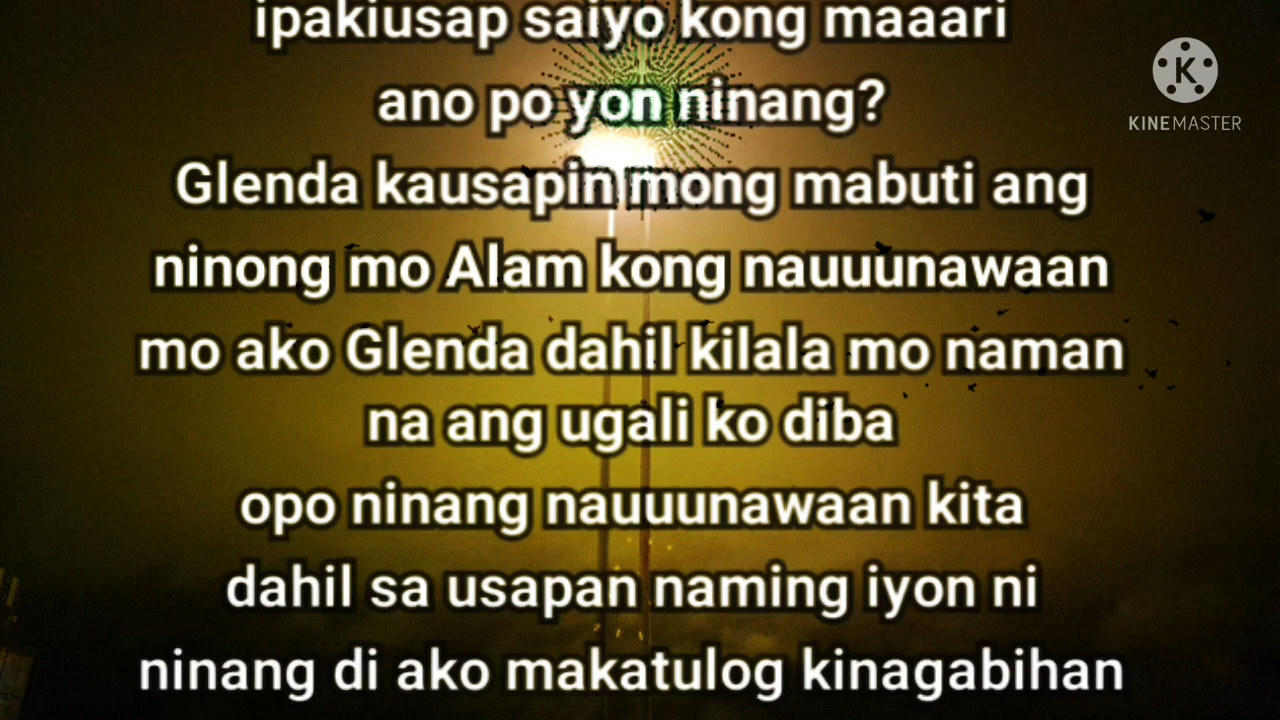 ipakiusap saiyo kong maaari
KINEMASTER
ano po yon ninang?
Glenda kausapin mong mabuti ang
ninong mo Alam kong nauuunawaan
mo ako Glenda dahil kilala mo naman
na ang ugali ko diba
opo ninang nauuunawaan kita
dahil sa usapan naming iyon ni
ninang di ako makatulog kinagabihan